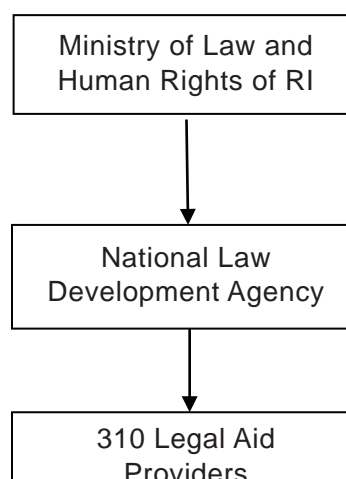 Ministry of Law and
Human Rights of RI
National Law
Development Agency
310 Legal Aid
Providers